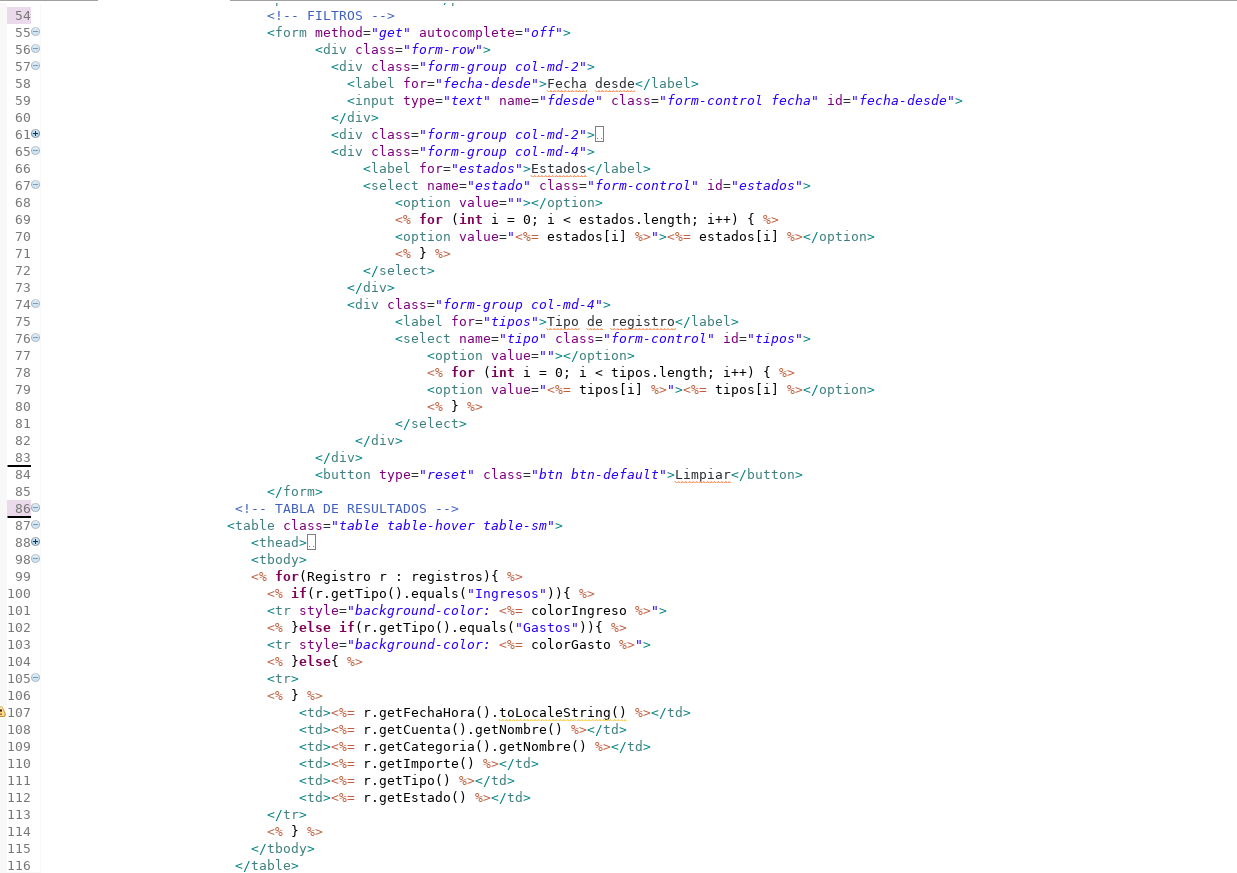 54 <!-- FILTROS -->
55 <form method="get" autocomplete="off">
56 <div class="form-row">
57 <div class="form-group col-md-2">
58 <label for="fecha-desde">Fecha desde</label>
59 <input type="text" name="fdesde" class="form-control fecha" id="fecha-desde">
60 </div>
61 <div class="form-group col-md-2">..
65 <div class="form-group col-md-4">
66 <label for="estados">Estados</label>
67 <select name="estado" class="form-control" id="estados">
68 <option value=""></option>
69 <% for (int i = 0; i < estados.length; i++) { %>
70 <option value="<%= estados[i] %>"><%= estados[i] %></option>
71 <% } %>
72 </select>
73 </div>
74 <div class="form-group col-md-4">
75 <label for="tipos">Tipo de registro</label>
76 <select name="tipo" class="form-control" id="tipos">
77 <option value=""></option>
78 <% for (int i = 0; i < tipos.length; i++) { %>
79 <option value="<%= tipos[i] %>"><%= tipos[i] %></option>
80 <% } %>
81 </select>
82 </div>
83 </div>
84 <button type="reset" class="btn btn-default">Limpiar</button>
85 </form>
86 <!-- TABLA DE RESULTADOS -->
87 <table class="table table-hover table-sm">
88 <thead>..
98 <tbody>
99 <% for(Registro r : registros){ %>
100 <% if(r.getTipo().equals("Ingresos")){ %>
101 <tr style="background-color: <%= colorIngreso %>">
102 <% }else if(r.getTipo().equals("Gastos")){ %>
103 <tr style="background-color: <%= colorGasto %>">
104 <% }else{ %>
105 <tr>
106 <% } %>
107 <td><%= r.getFechaHora().toLocaleString() %></td>
108 <td><%= r.getCuenta().getNombre() %></td>
109 <td><%= r.getCategoria().getNombre() %></td>
110 <td><%= r.getImporte() %></td>
111 <td><%= r.getTipo() %></td>
112 <td><%= r.getEstado() %></td>
113 </tr>
114 <% } %>
115 </tbody>
116 </table>